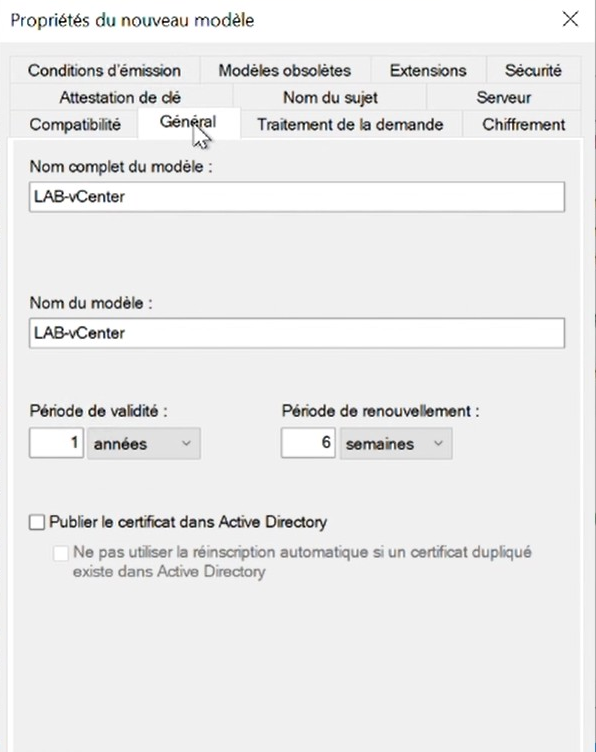 Propriétés du nouveau modèle
Conditions d'émission Modèles obsolètes Extensions Sécurité
Attestation de clé Nom du sujet Serveur
Compatibilité Général Traitement de la demande Chiffrement
Nom complet du modèle :
LAB-vCenter
Nom du modèle :
LAB-vCenter
Période de validité : Période de renouvellement :
1 années 6 semaines
Publier le certificat dans Active Directory
Ne pas utiliser la réinscription automatique si un certificat dupliqué
existe dans Active Directory